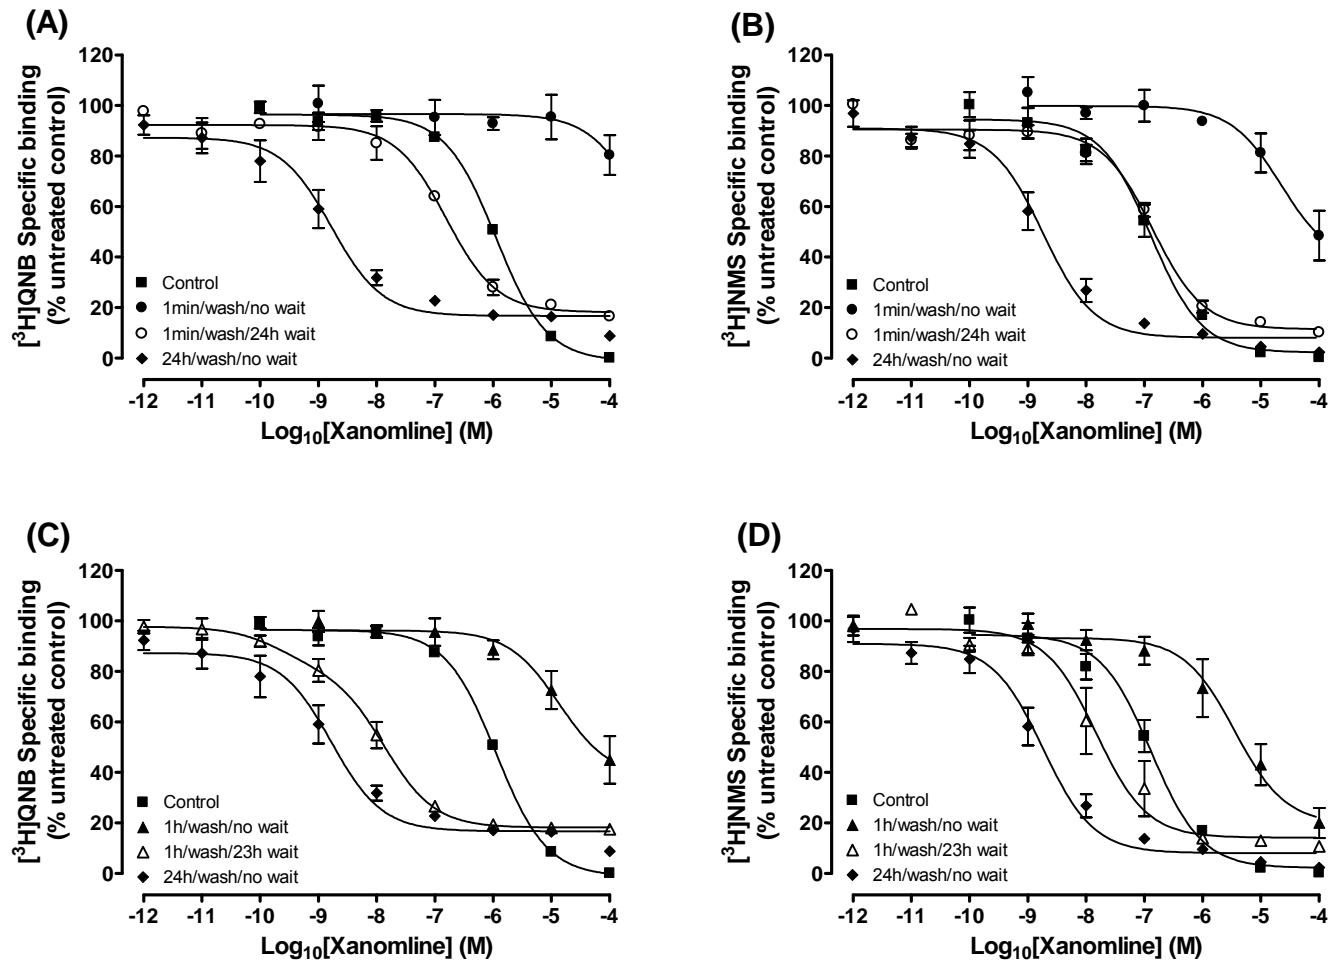 (A)
[³H]QNB Specific binding
(% untreated control)
120
100
80
60
40
20
0
Control
1min/wash/no wait
1min/wash/24h wait
24h/wash/no wait
-12 -11 -10 -9 -8 -7 -6 -5 -4
Log₁₀[Xanomline] (M)
(B)
[³H]NMS Specific binding
(% untreated control)
120
100
80
60
40
20
0
Control
1min/wash/no wait
1min/wash/24h wait
24h/wash/no wait
-12 -11 -10 -9 -8 -7 -6 -5 -4
Log₁₀[Xanomline] (M)
(C)
[³H]QNB Specific binding
(% untreated control)
120
100
80
60
40
20
0
Control
1h/wash/no wait
1h/wash/23h wait
24h/wash/no wait
-12 -11 -10 -9 -8 -7 -6 -5 -4
Log₁₀[Xanomline] (M)
(D)
[³H]NMS Specific binding
(% untreated control)
120
100
80
60
40
20
0
Control
1h/wash/no wait
1h/wash/23h wait
24h/wash/no wait
-12 -11 -10 -9 -8 -7 -6 -5 -4
Log₁₀[Xanomline] (M)